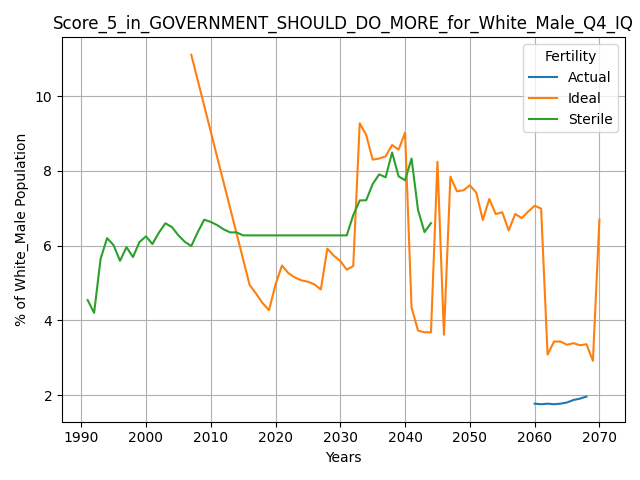 Score_5_in_GOVERNMENT_SHOULD_DO_MORE_for_White_Male_Q4_IQ
Fertility
Actual
Ideal
Sterile
% of White_Male Population
10
8
6
4
2
1990 2000 2010 2020 2030 2040 2050 2060 2070
Years